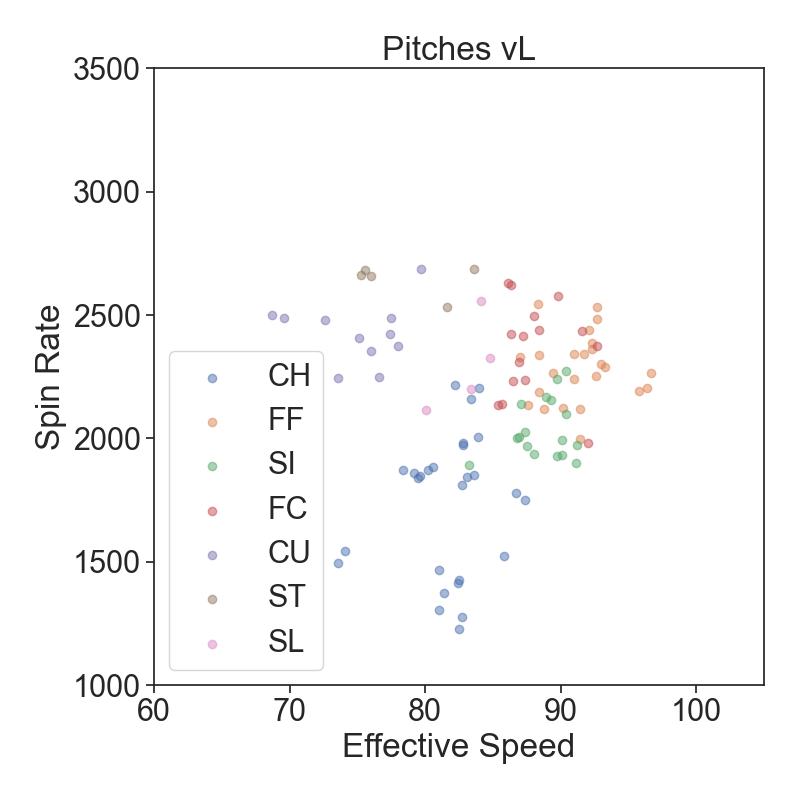 Pitches vL
3500
3000
2500
2000
1500
1000
Spin Rate
CH
FF
SI
FC
CU
ST
SL
60 70 80 90 100
Effective Speed